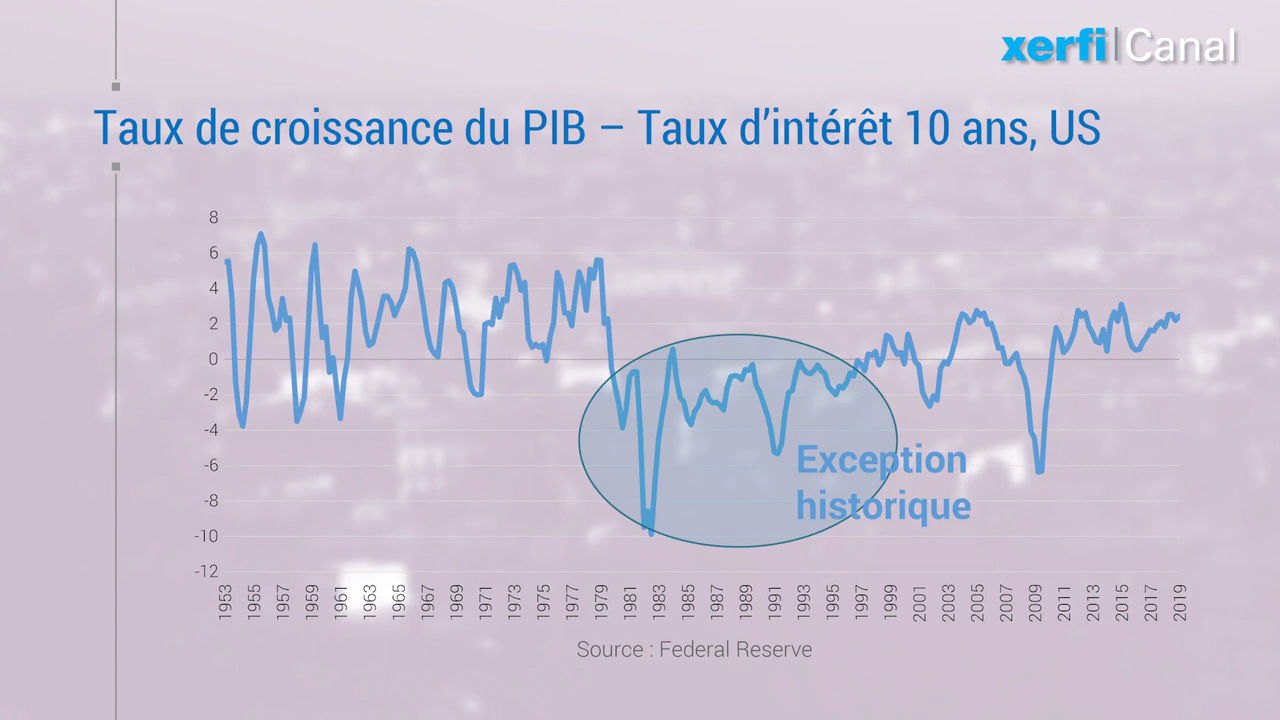 xerfi Canal
Taux de croissance du PIB – Taux d’intérêt 10 ans, US
8
6
4
2
0
-2
-4
-6
-8
-10
-12
Exception
historique
1953 1955 1957 1959 1961 1963 1965 1967 1969 1971 1973 1975 1977 1979 1981 1983 1985 1987 1989 1991 1993 1995 1997 1999 2001 2003 2005 2007 2009 2011 2013 2015 2017 2019
Source : Federal Reserve